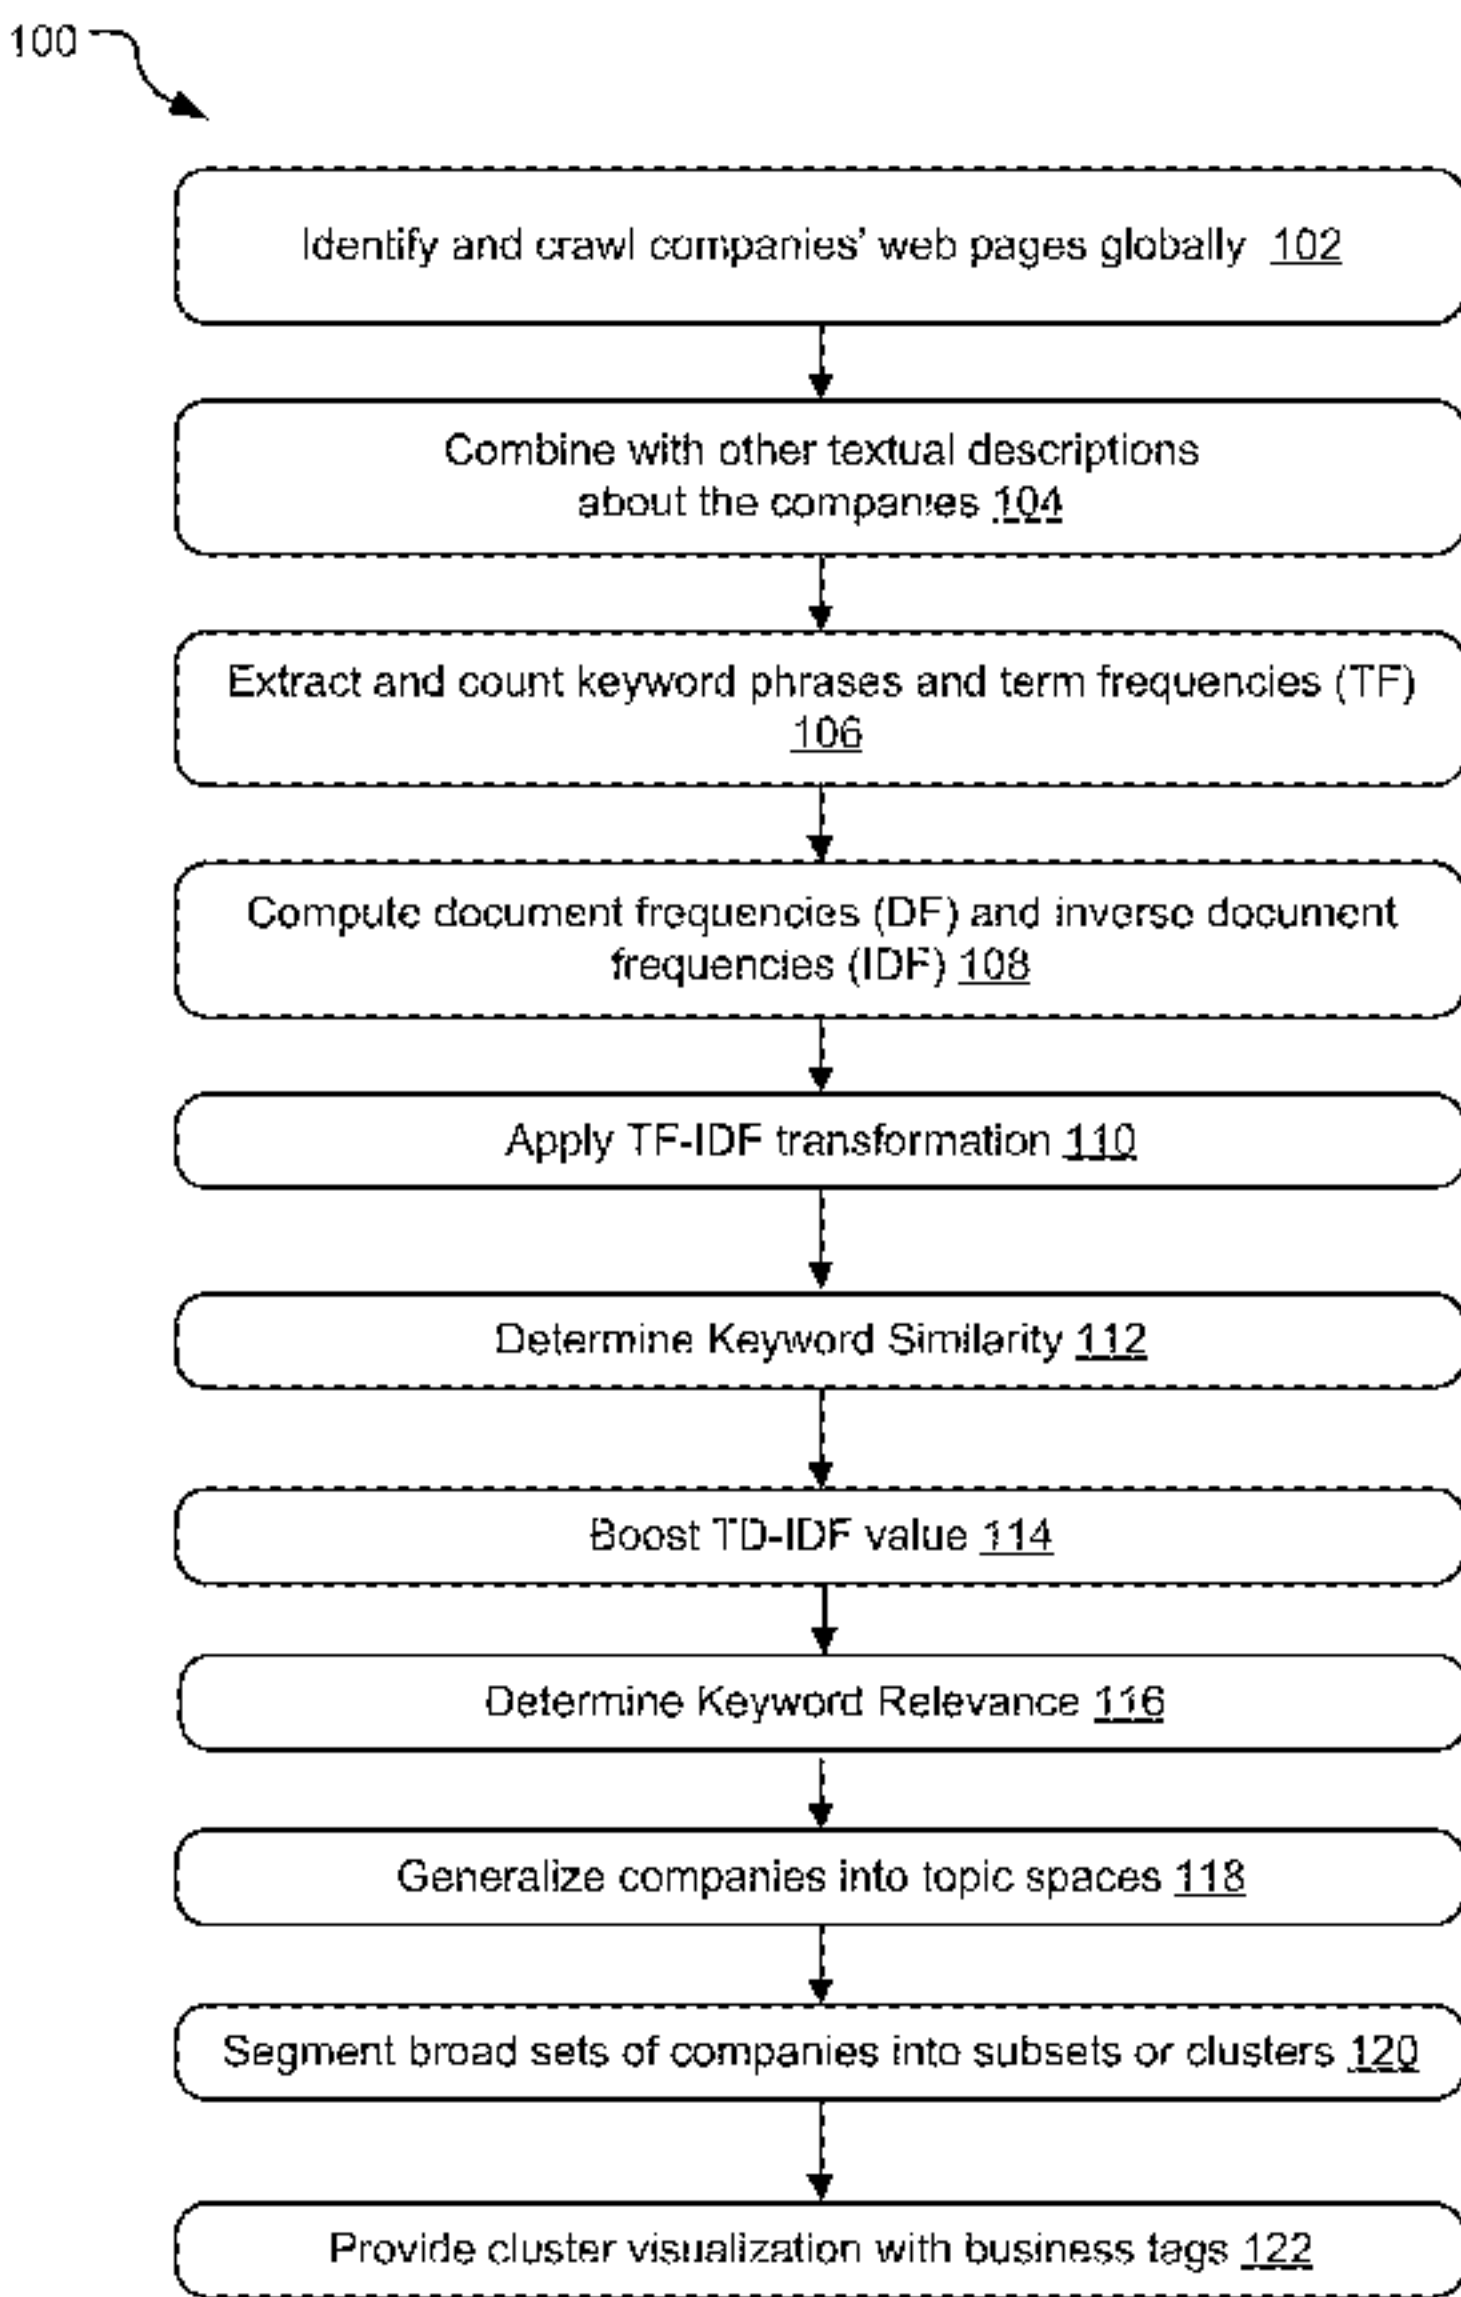 100
Identify and crawl companies' web pages globally 102
Combine with other textual descriptions
about the companies 104
Extract and count keyword phrases and term frequencies (TF)
106
Compute document frequencies (DF) and inverse document
frequencies (IDF) 108
Apply TF-IDF transformation 110
Determine Keyword Similarity 112
Boost TD-IDF value 114
Determine Keyword Relevance 116
Generalize companies into topic spaces 118
Segment broad sets of companies into subsets or clusters 120
Provide cluster visualization with business tags 122